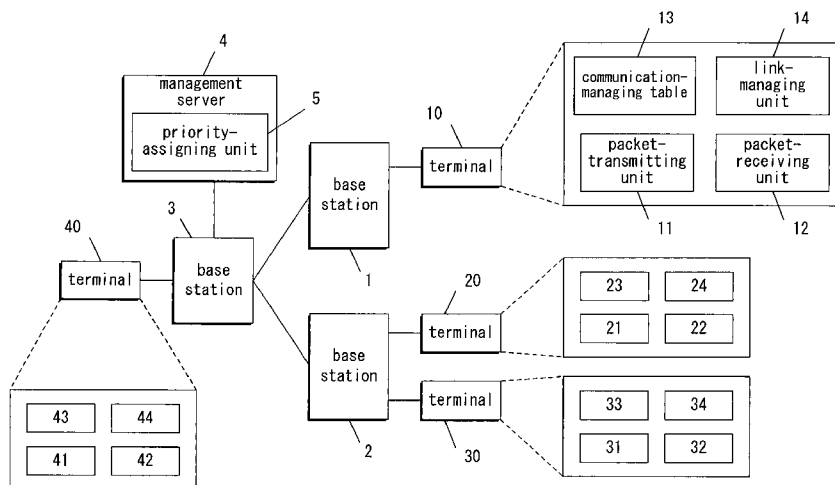 4
management
server
5
priority-
assigning unit
13
14
communication-
managing table
link-
managing
unit
packet-
transmitting
unit
packet-
receiving
unit
11
12
10
terminal
base
station
1
3
base
station
40
terminal
43
44
41
42
20
terminal
23
24
21
22
base
station
2
terminal
30
33
34
31
32